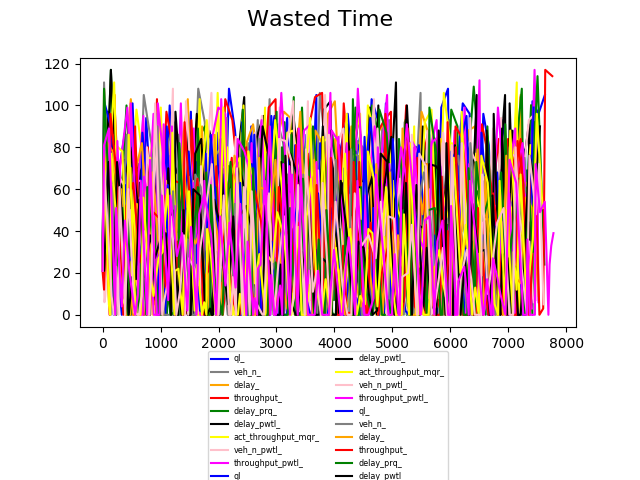 Wasted Time
120
100
80
60
40
20
0
0 1000 2000 3000 4000 5000 6000 7000 8000
ql_
veh_n_
delay_
throughput_
delay_prq_
delay_pwtl_
act_throughput_mqr_
veh_n_pwtl_
throughput_pwtl_
ql
delay_pwtl_
act_throughput_mqr_
veh_n_pwtl_
throughput_pwtl_
ql_
veh_n_
delay_
throughput_
delay_prq_
delay_pwtl